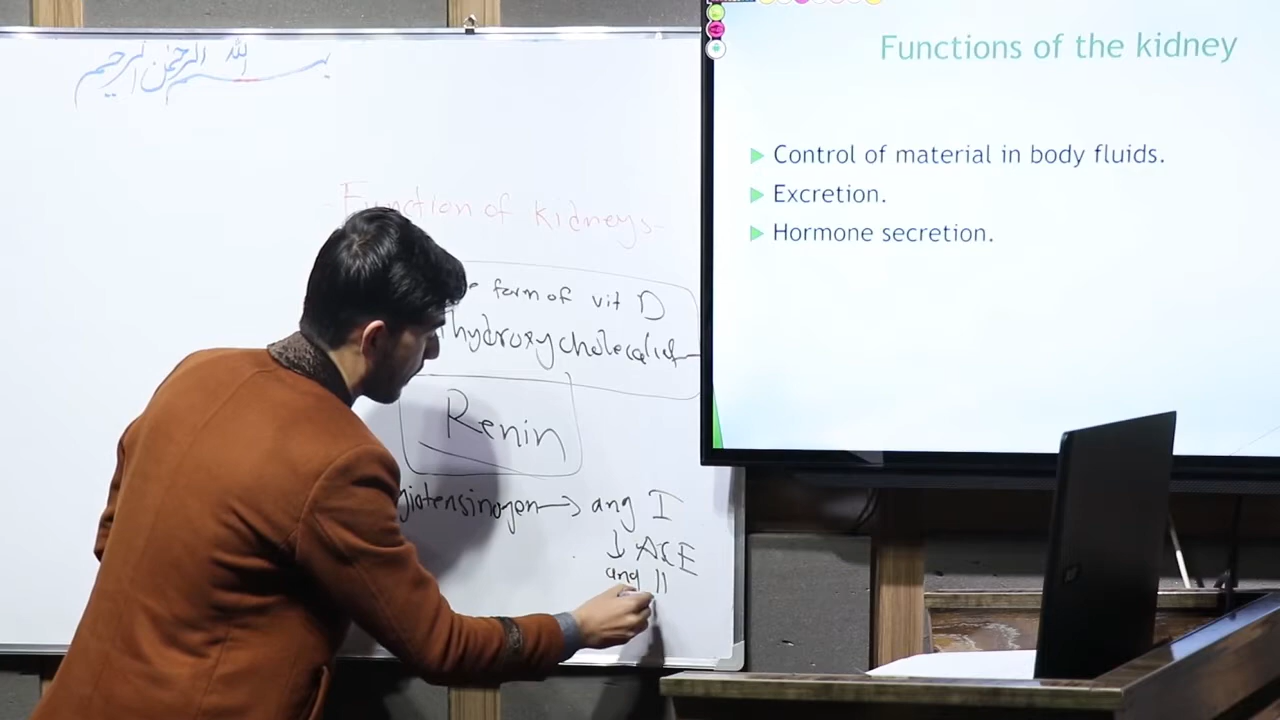 بسم الله الرحمن الرحيم
Function of kidneys
form of vit D
hydroxycholecalcif
Renin
giotensinogen → ang I
↓ ACE
ang II
Functions of the kidney
Control of material in body fluids.
Excretion.
Hormone secretion.